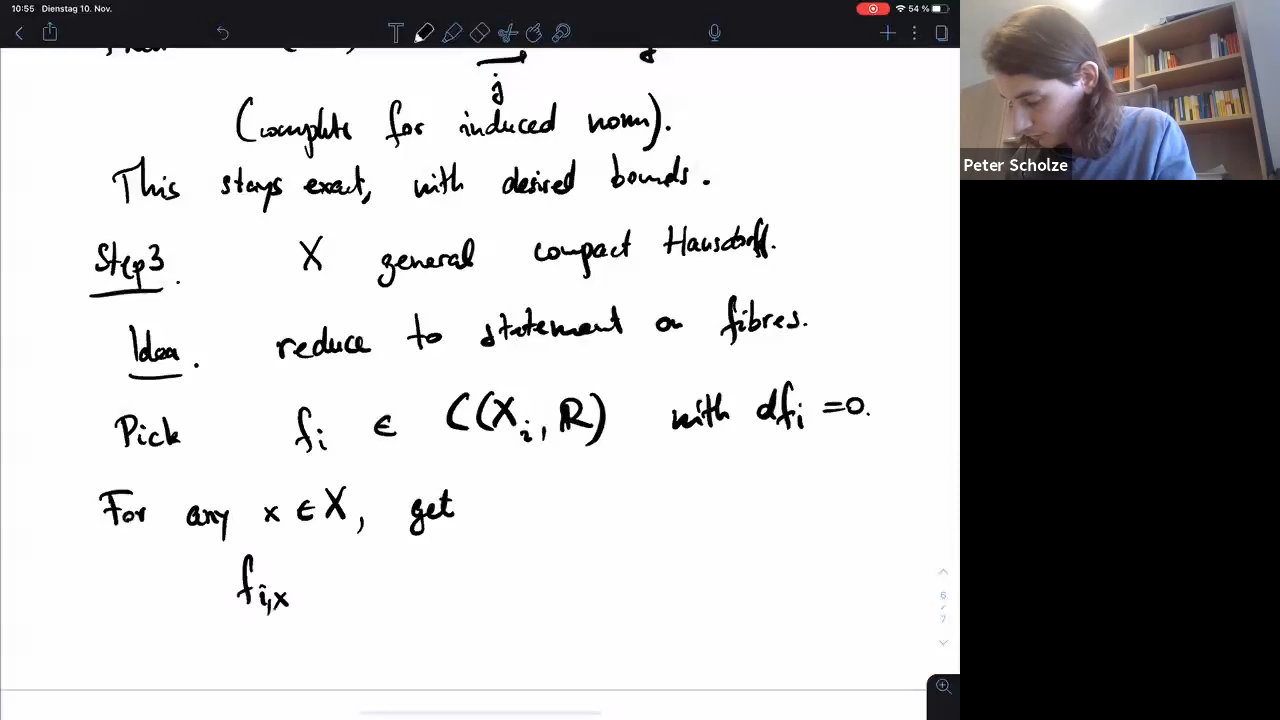 10:55 Dienstag 10. Nov.
54 %
T
j
(complete for induced norm).
This stays exact, with desired bounds.
Step 3. X general compact Hausdorff.
Idea. reduce to statement on fibres.
Pick f_i ∈ C(X_i, ℝ) with df_i = 0.
For any x ∈ X, get
f_{i,x}
6
7
Peter Scholze